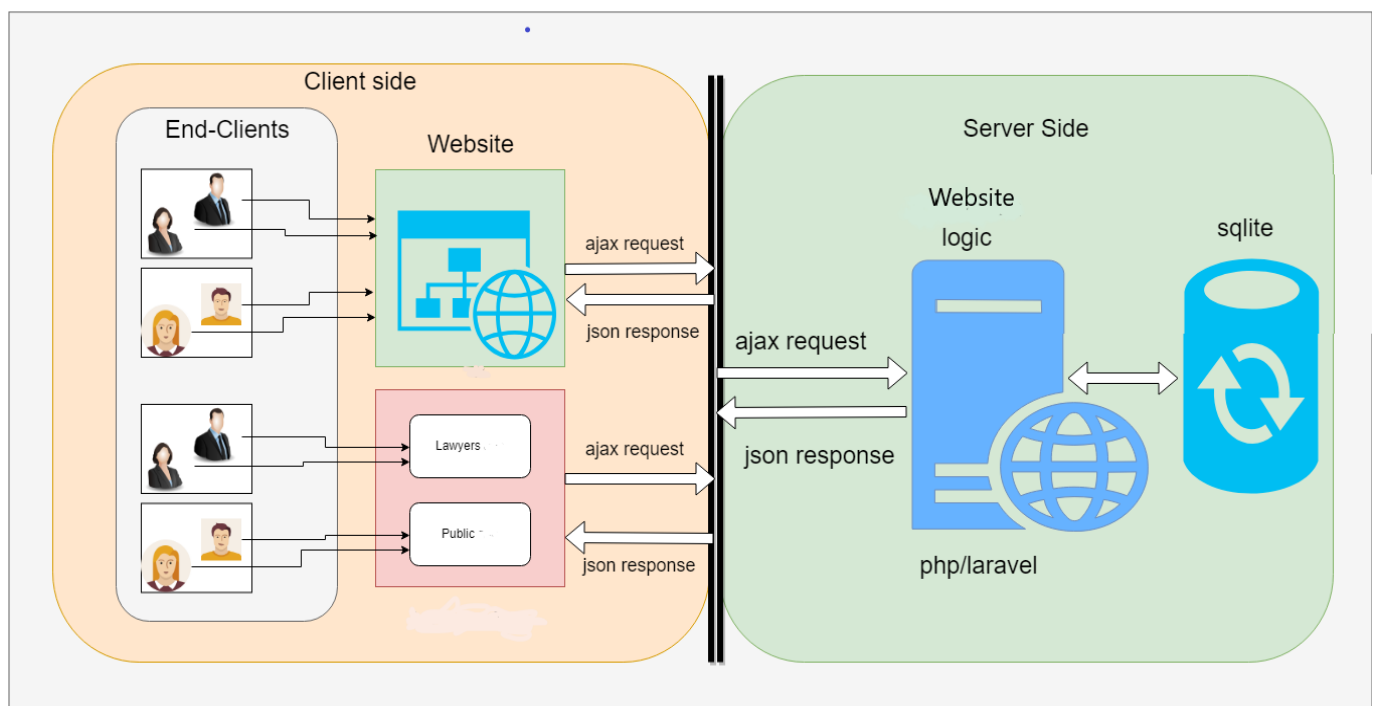 Client side
End-Clients
Website
ajax request
json response
Lawyers
Public
ajax request
json response
Server Side
ajax request
json response
Website
logic
php/laravel
sqlite